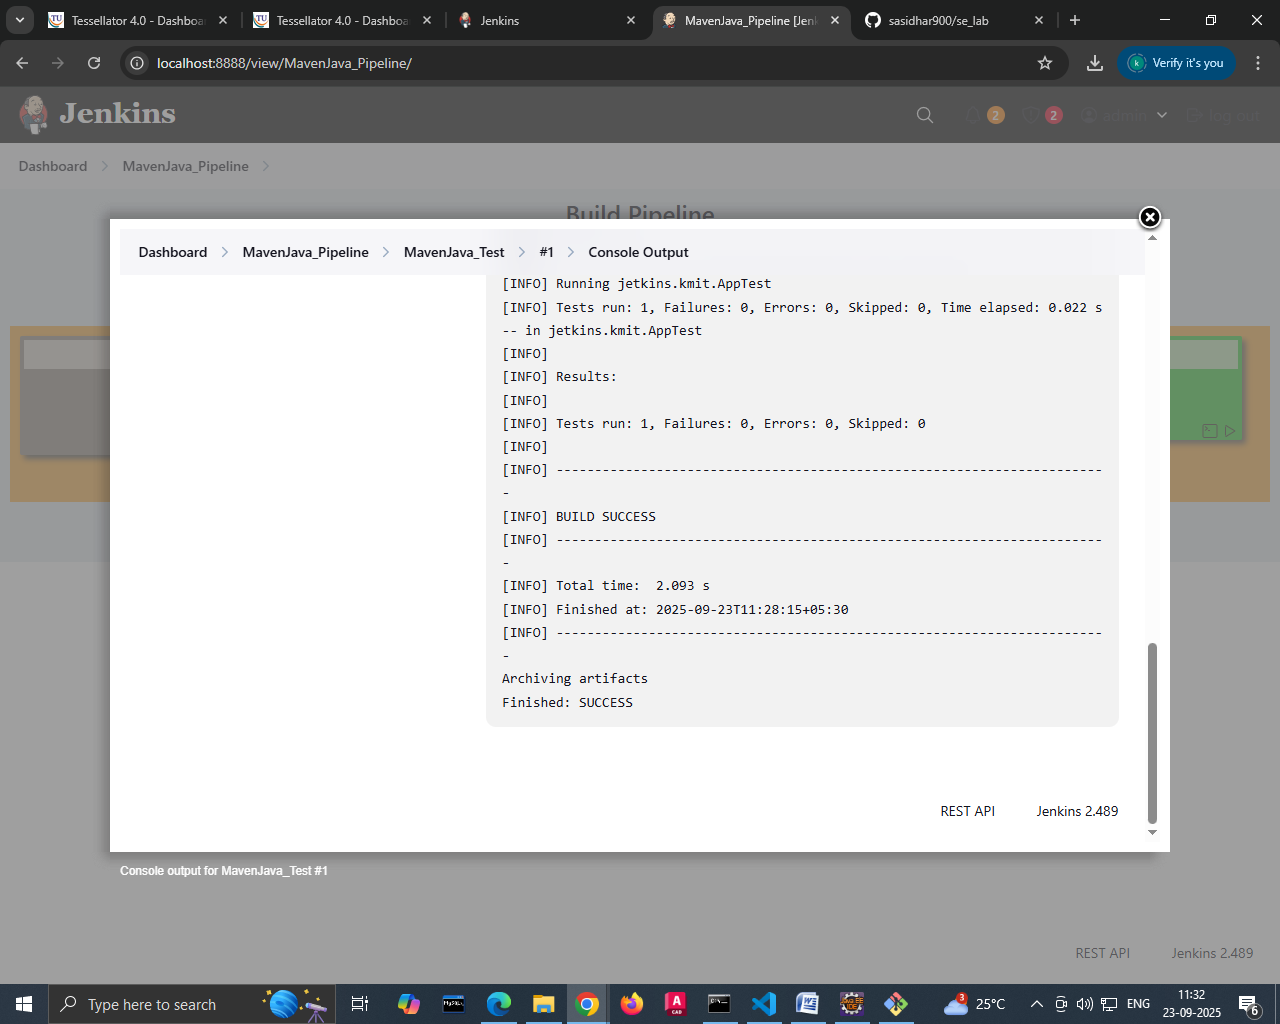 Tessellator 4.0 - Dashboa
Tessellator 4.0 - Dashboa
Jenkins
MavenJava_Pipeline [Jenk
sasidhar900/se_lab
localhost:8888/view/MavenJava_Pipeline/
k
Verify it's you
Jenkins
2
2
admin
log out
Dashboard
MavenJava_Pipeline
Build Pipeline
Dashboard
MavenJava_Pipeline
MavenJava_Test
#1
Console Output
[INFO] Running jetkins.kmit.AppTest
[INFO] Tests run: 1, Failures: 0, Errors: 0, Skipped: 0, Time elapsed: 0.022 s
-- in jetkins.kmit.AppTest
[INFO]
[INFO] Results:
[INFO]
[INFO] Tests run: 1, Failures: 0, Errors: 0, Skipped: 0
[INFO]
[INFO] -----------------------------------------------------------------------
-
[INFO] BUILD SUCCESS
[INFO] -----------------------------------------------------------------------
-
[INFO] Total time:  2.093 s
[INFO] Finished at: 2025-09-23T11:28:15+05:30
[INFO] -----------------------------------------------------------------------
-
Archiving artifacts
Finished: SUCCESS
REST API
Jenkins 2.489
Console output for MavenJava_Test #1
REST API
Jenkins 2.489
Type here to search
3
25°C
ENG
11:32
23-09-2025
6